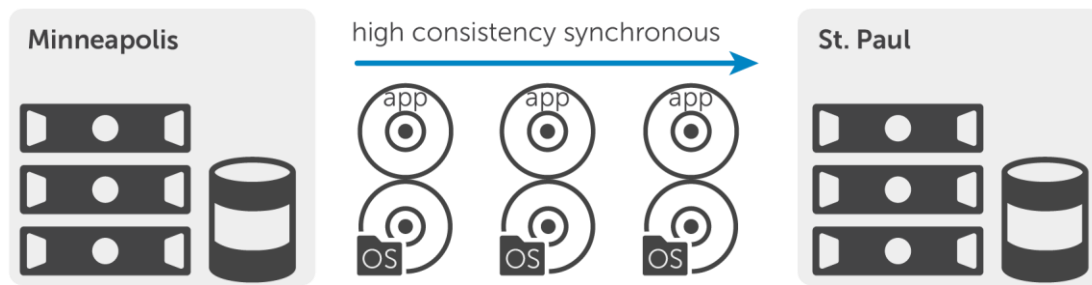 Minneapolis
high consistency synchronous
St. Paul
app app app
OS OS OS